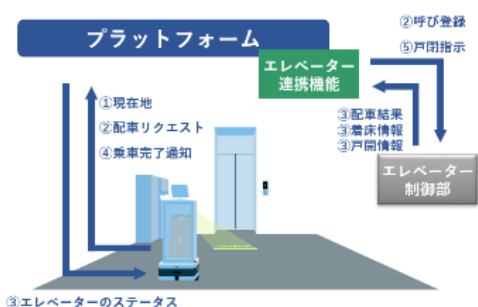 プラットフォーム
エレベーター
連携機能
②呼び登録
⑤戸閉指示
①現在地
②配車リクエスト
④乗車完了通知
③配車結果
③着床情報
③戸開情報
エレベーター
制御部
③エレベーターのステータス